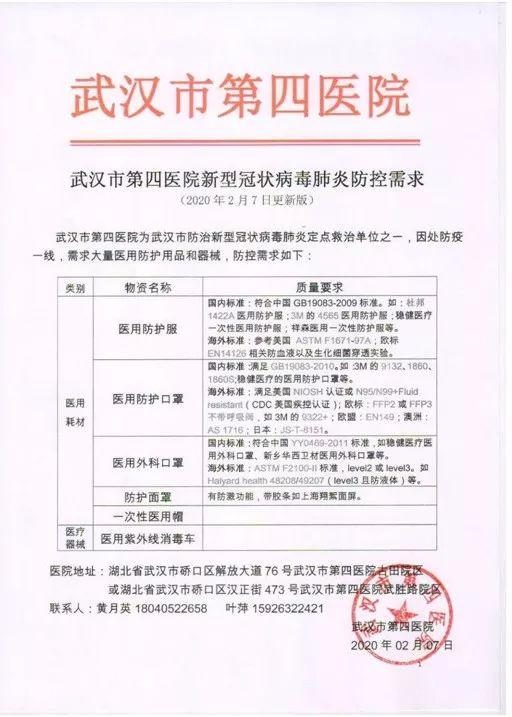 武汉市第四医院
武汉市第四医院新型冠状病毒肺炎防控需求
（2020 年 2 月 7 日更新版）
武汉市第四医院为武汉市防治新型冠状病毒肺炎定点救治单位之一，因处防疫
一线，需求大量医用防护用品和器械，防控需求如下：
类别 物资名称 质量要求
医用
耗材
医用防护服
国内标准：符合中国 GB19083-2009 标准。如：杜邦
1422A 医用防护服；3M 的 4565 医用防护服；稳健医疗
一次性医用防护服；祥森医用一次性防护服等。
海外标准：参考美国 ASTM F1671-97A；欧标
EN14126 相关防血液以及生化细菌穿透实验。
医用防护口罩
国内标准:满足 GB19083-2010。如:3M 的 9132、1860、
1860S;稳健医疗的医用防护口罩等。
海外标准：满足美国 NIOSH 认证或 N95/N99+Fluid
resistant（CDC 美国疾控认证）；欧标：FFP2 或 FFP3
不带呼吸阀，如 3M 的 9322+；欧盟：EN149；澳洲：
AS 1716；日本：JS-T-8151。
医用外科口罩
国内标准：符合中国 YY0469-2011 标准，如稳健医疗医
用外科口罩、新乡华西卫材医用外科口罩等。
海外标准：ASTM F2100-II 标准，level2 或 level3。如
Halyard health 48208/49207（level3 且防液体）等。
防护面罩 有防激功能，带胶条如上海翔紫面屏。
一次性医用帽
医疗
器械
医用紫外线消毒车
医院地址：湖北省武汉市硚口区解放大道 76 号武汉市第四医院古田院区
或湖北省武汉市硚口区汉正街 473 号武汉市第四医院武胜路院区
联系人：黄月英 18040522658 叶萍 15926322421
武汉市第四医院
2020 年 02 月 07 日
武汉市第四医院